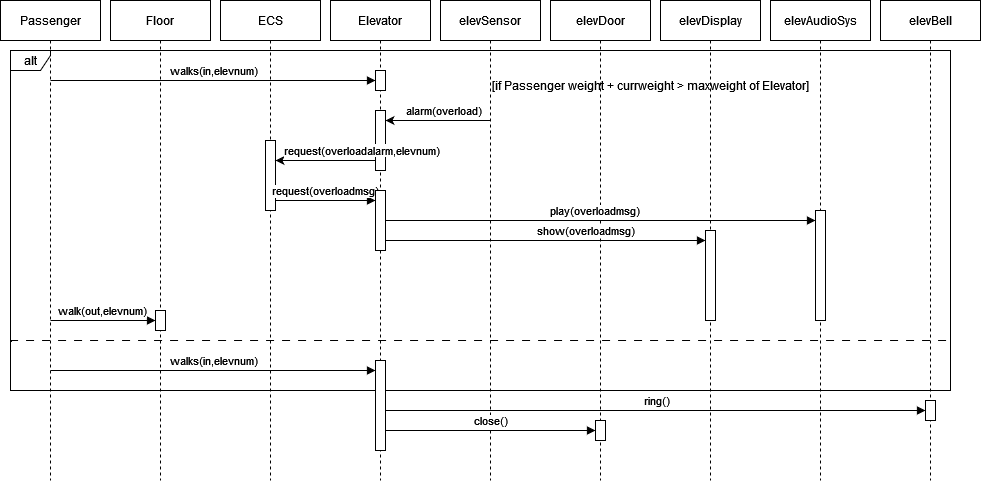 Passenger Floor ECS Elevator elevSensor elevDoor elevDisplay elevAudioSys elevBell
alt
walks(in,elevnum)
[if Passenger weight + currweight > maxweight of Elevator]
alarm(overload)
request(overloadalarm,elevnum)
request(overloadmsg)
play(overloadmsg)
show(overloadmsg)
walk(out,elevnum)
walks(in,elevnum)
ring()
close()